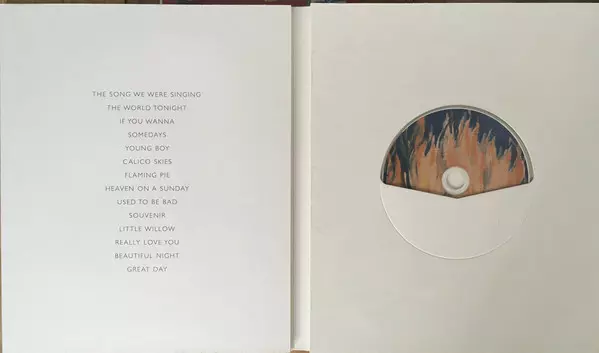 THE SONG WE WERE SINGING
THE WORLD TONIGHT
IF YOU WANNA
SOMEDAYS
YOUNG BOY
CALICO SKIES
FLAMING PIE
HEAVEN ON A SUNDAY
USED TO BE BAD
SOUVENIR
LITTLE WILLOW
REALLY LOVE YOU
BEAUTIFUL NIGHT
GREAT DAY